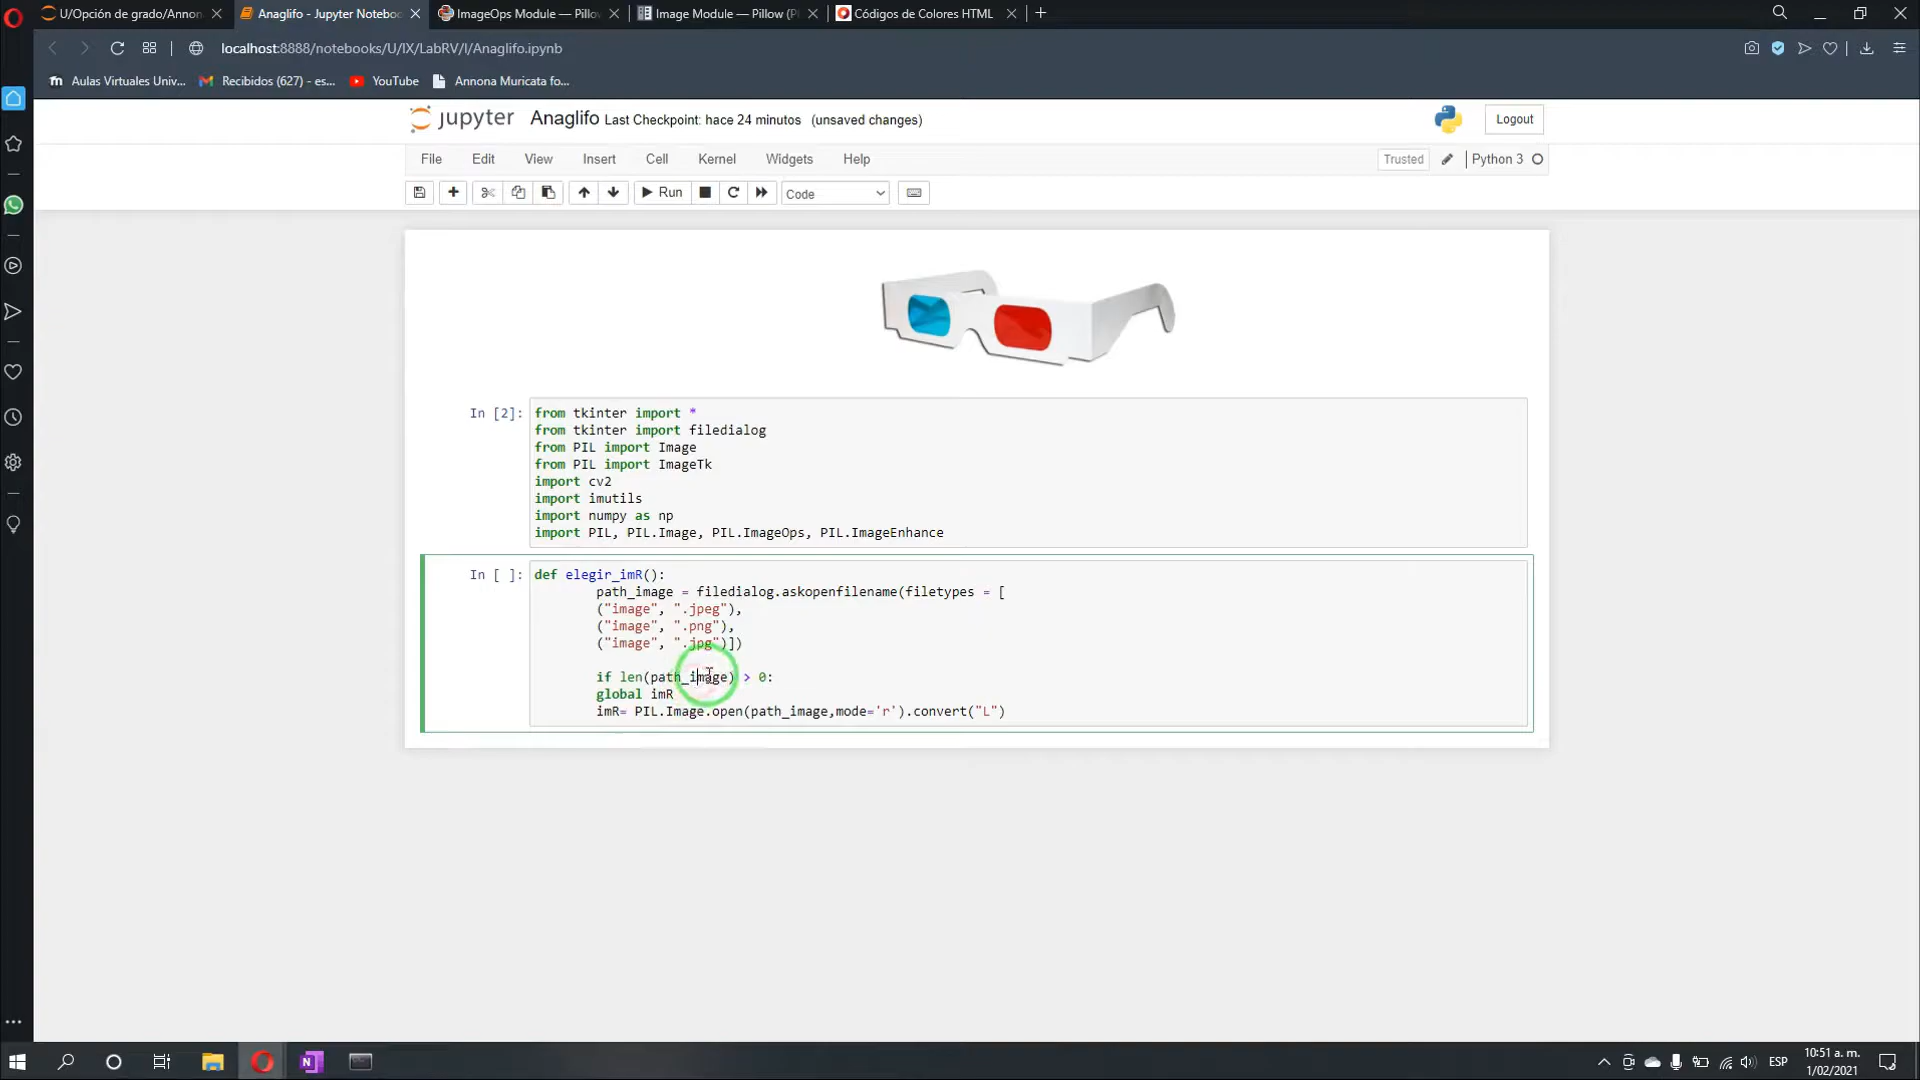 U/Opción de grado/Annon
Anaglifo - Jupyter Noteboo
ImageOps Module — Pillow
Image Module — Pillow (P
Códigos de Colores HTML
localhost:8888/notebooks/U/IX/LabRV/I/Anaglifo.ipynb
Aulas Virtuales Univ...
Recibidos (627) - es...
YouTube
Annona Muricata fo...
jupyter Anaglifo Last Checkpoint: hace 24 minutos (unsaved changes)
Logout
File Edit View Insert Cell Kernel Widgets Help
Trusted
Python 3
Run
Code
In [2]:
from tkinter import *
from tkinter import filedialog
from PIL import Image
from PIL import ImageTk
import cv2
import imutils
import numpy as np
import PIL, PIL.Image, PIL.ImageOps, PIL.ImageEnhance
In [ ]:
def elegir_imR():
path_image = filedialog.askopenfilename(filetypes = [
("image", ".jpeg"),
("image", ".png"),
("image", ".jpg")])
if len(path_image) > 0:
global imR
imR= PIL.Image.open(path_image,mode='r').convert("L")
ESP
10:51 a. m.
1/02/2021